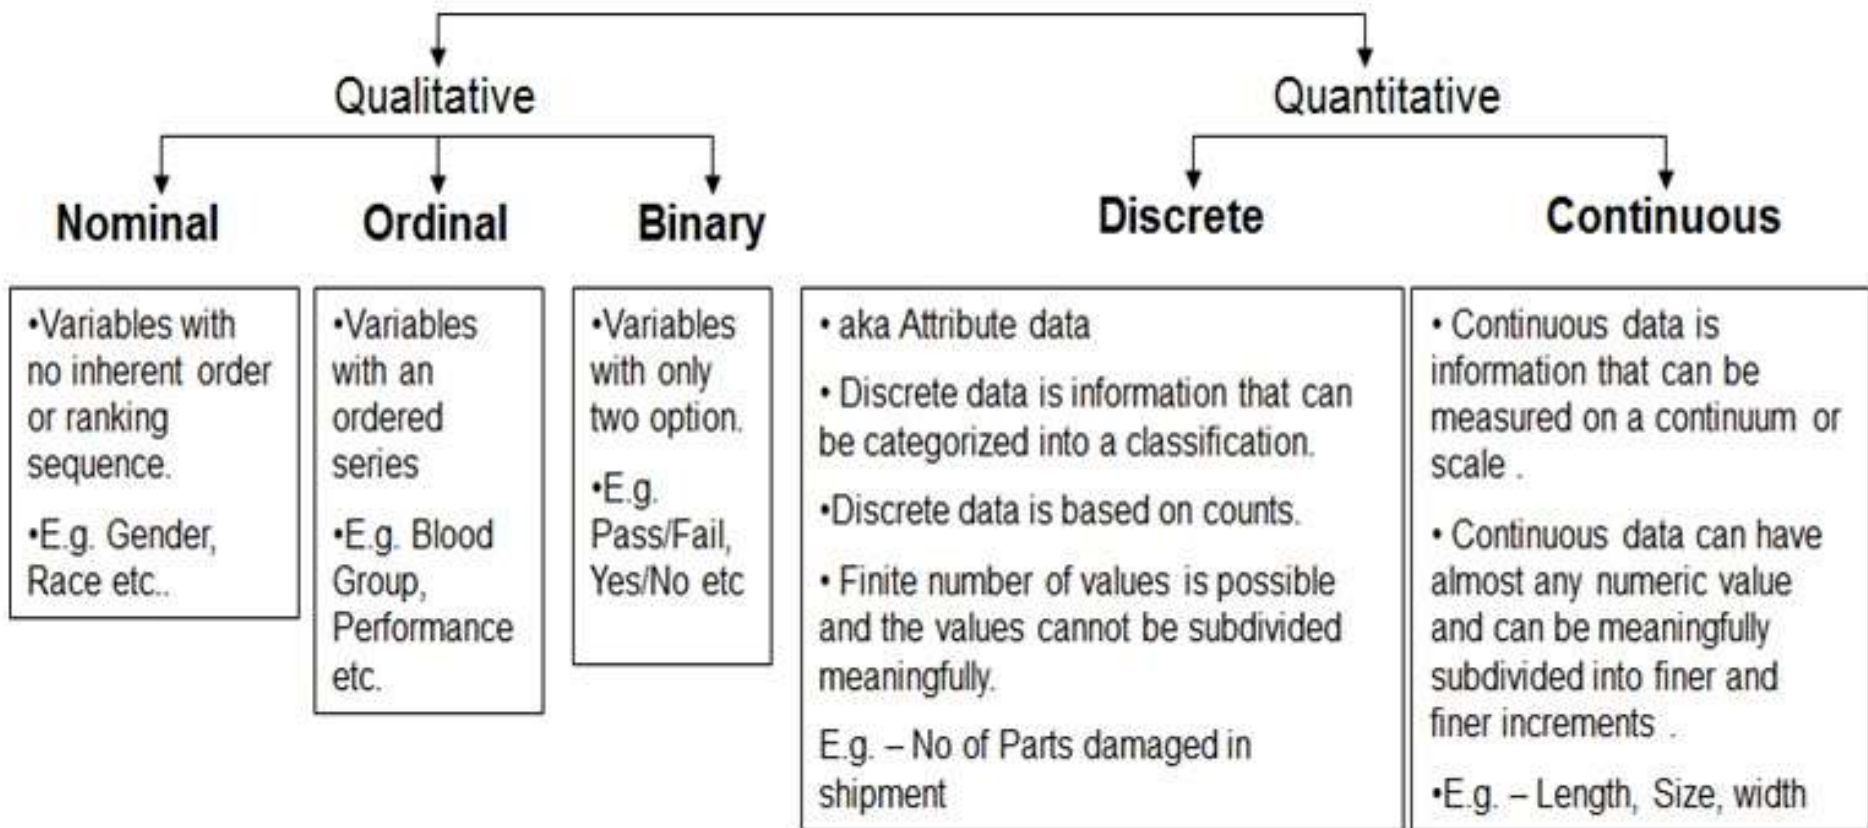 Qualitative
Quantitative
Nominal
Ordinal
Binary
Discrete
Continuous
•Variables with
no inherent order
or ranking
sequence.
•E.g. Gender,
Race etc..
•Variables
with an
ordered
series
•E.g. Blood
Group,
Performance
etc.
•Variables
with only
two option.
•E.g.
Pass/Fail,
Yes/No etc
• aka Attribute data
• Discrete data is information that can
be categorized into a classification.
•Discrete data is based on counts.
• Finite number of values is possible
and the values cannot be subdivided
meaningfully.
E.g. – No of Parts damaged in
shipment
• Continuous data is
information that can be
measured on a continuum or
scale .
• Continuous data can have
almost any numeric value
and can be meaningfully
subdivided into finer and
finer increments .
•E.g. – Length, Size, width